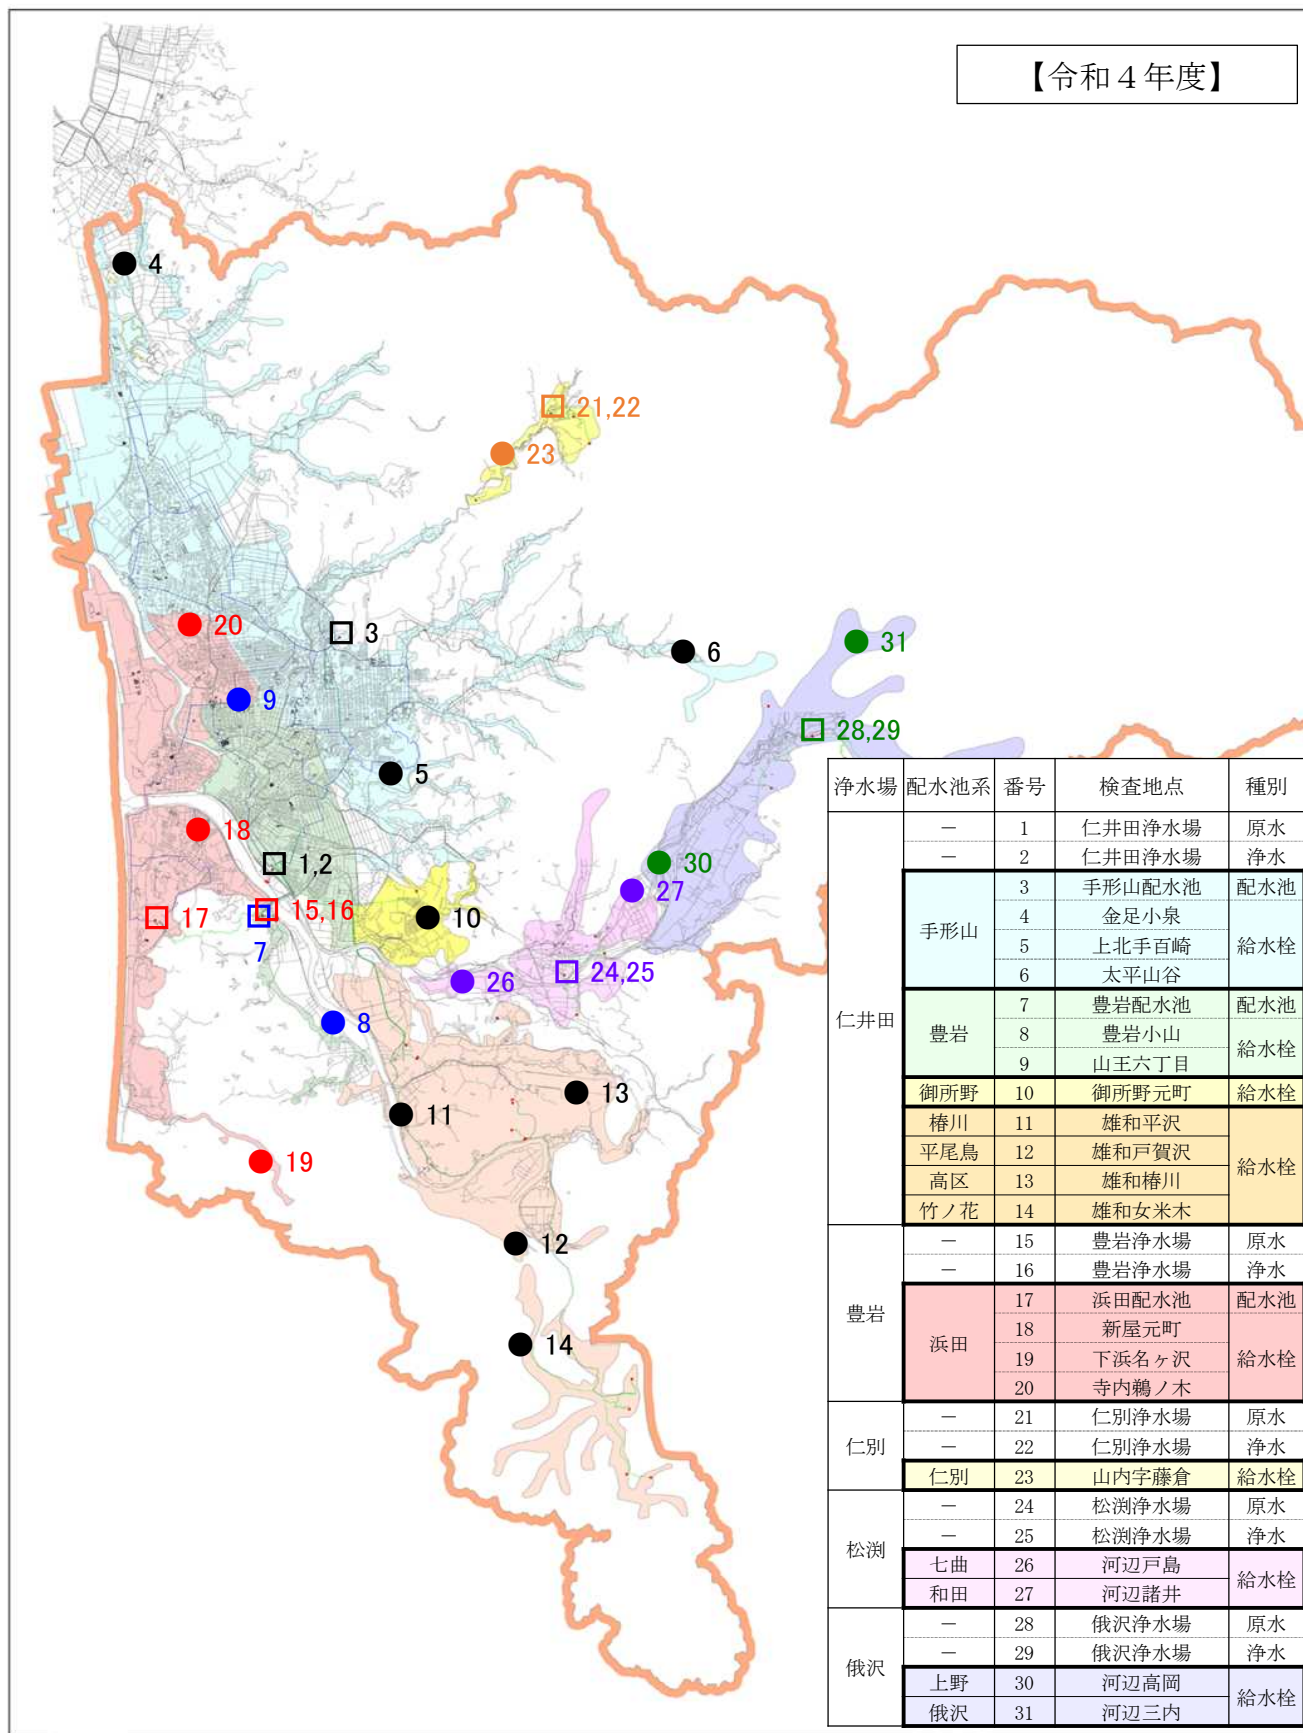 【令和４年度】
4
21,22
23
20
3
6
31
9
28,29
5
18
1,2
30
27
17
15,16
10
7
24,25
26
8
13
11
19
12
14
浄水場 配水池系 番号 検査地点 種別
仁井田 － 1 仁井田浄水場 原水
－ 2 仁井田浄水場 浄水
手形山 3 手形山配水池 配水池
4 金足小泉 給水栓
5 上北手百崎
6 太平山谷
豊岩 7 豊岩配水池 配水池
8 豊岩小山 給水栓
9 山王六丁目
御所野 10 御所野元町 給水栓
椿川 11 雄和平沢 給水栓
平尾鳥 12 雄和戸賀沢
高区 13 雄和椿川
竹ノ花 14 雄和女米木
豊岩 － 15 豊岩浄水場 原水
－ 16 豊岩浄水場 浄水
浜田 17 浜田配水池 配水池
18 新屋元町 給水栓
19 下浜名ヶ沢
20 寺内鵜ノ木
仁別 － 21 仁別浄水場 原水
－ 22 仁別浄水場 浄水
仁別 23 山内字藤倉 給水栓
松渕 － 24 松渕浄水場 原水
－ 25 松渕浄水場 浄水
七曲 26 河辺戸島 給水栓
和田 27 河辺諸井
俄沢 － 28 俄沢浄水場 原水
－ 29 俄沢浄水場 浄水
上野 30 河辺高岡 給水栓
俄沢 31 河辺三内